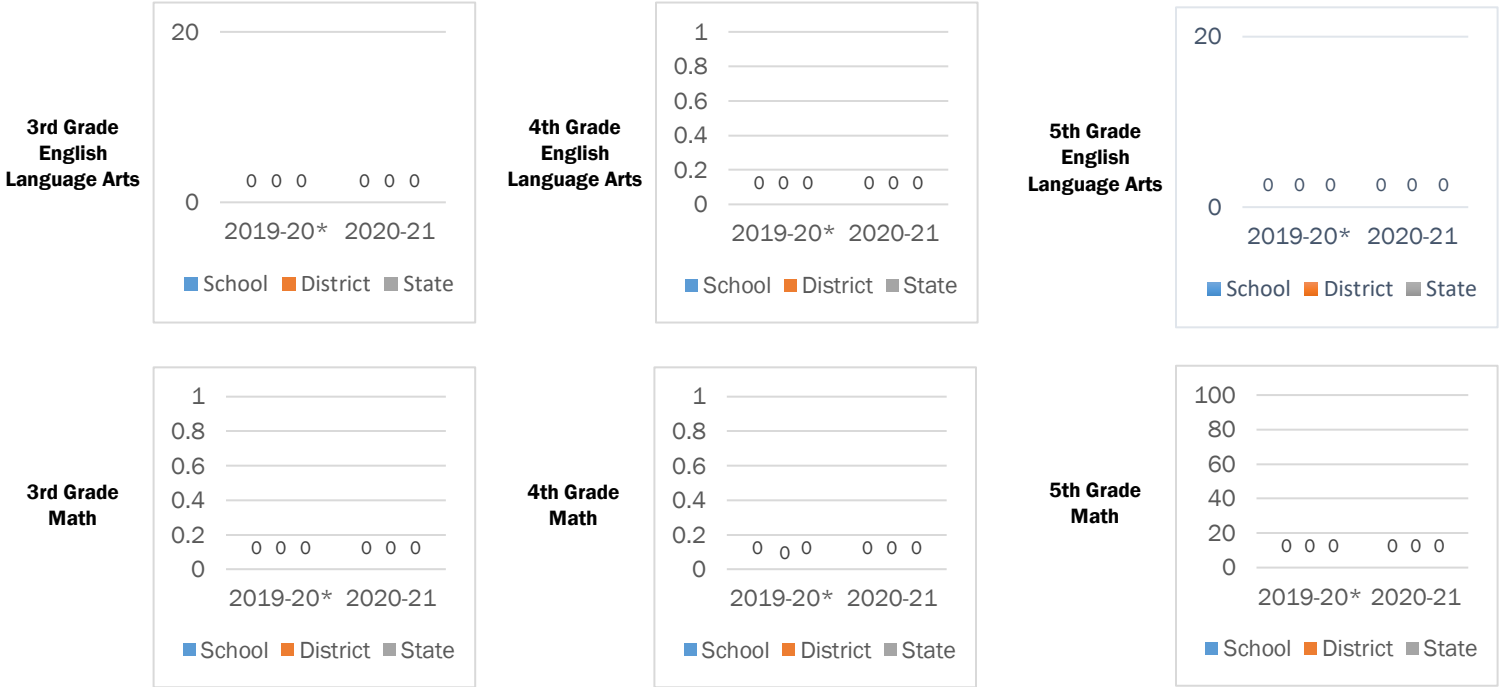 3rd Grade
English
Language Arts
20
0
0 0 0 0 0 0
2019-20* 2020-21
School District State
4th Grade
English
Language Arts
1
0.8
0.6
0.4
0.2
0
0 0 0 0 0 0
2019-20* 2020-21
School District State
5th Grade
English
Language Arts
20
0
0 0 0 0 0 0
2019-20* 2020-21
School District State
3rd Grade
Math
1
0.8
0.6
0.4
0.2
0
0 0 0 0 0 0
2019-20* 2020-21
School District State
4th Grade
Math
1
0.8
0.6
0.4
0.2
0
0 0 0 0 0 0
2019-20* 2020-21
School District State
5th Grade
Math
100
80
60
40
20
0
0 0 0 0 0 0
2019-20* 2020-21
School District State